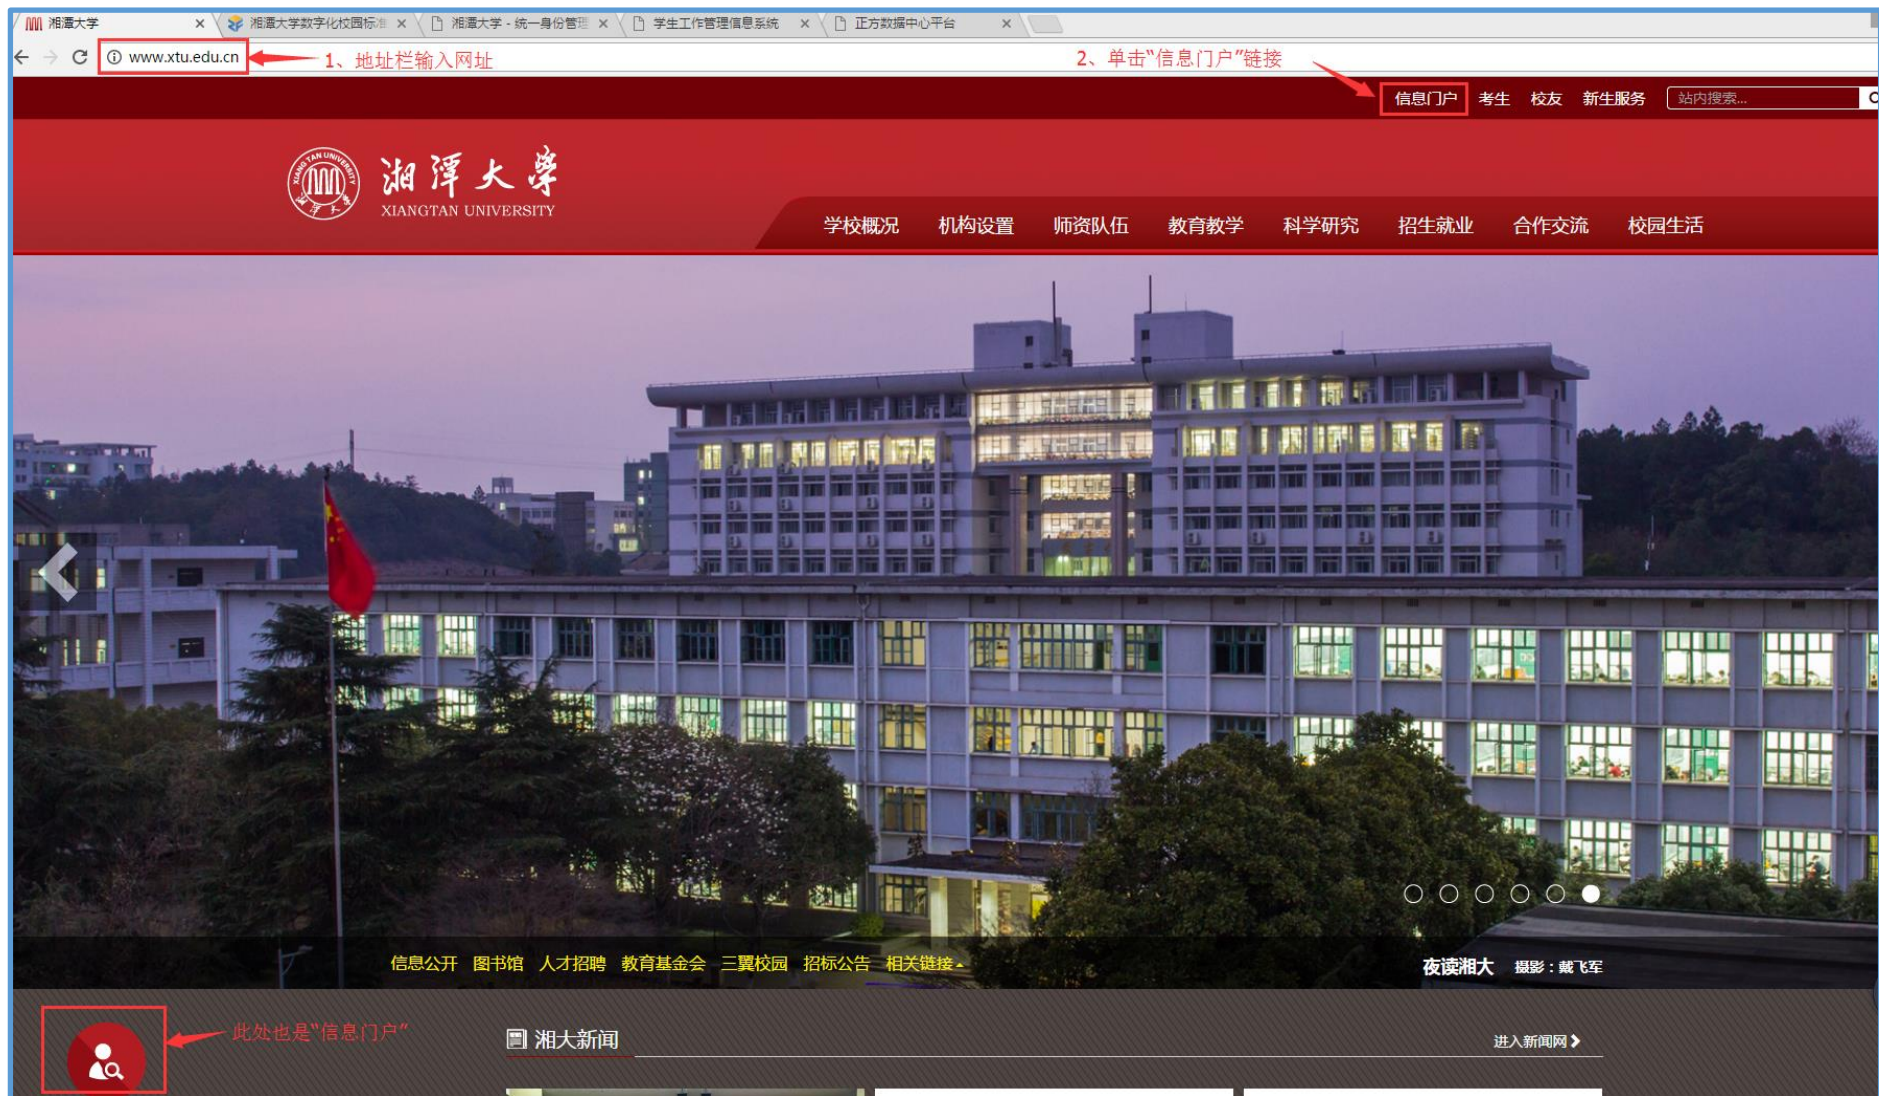 湘潭大学
湘潭大学数字化校园标准
湘潭大学 - 统一身份管理
学生工作管理信息系统
正方数据中心平台
www.xtu.edu.cn
1、地址栏输入网址
2、单击"信息门户"链接
信息门户 考生 校友 新生服务 站内搜索...
XIANG TAN UNIVERSITY
湘潭大学
XIANGTAN UNIVERSITY
学校概况 机构设置 师资队伍 教育教学 科学研究 招生就业 合作交流 校园生活
信息公开 图书馆 人才招聘 教育基金会 三翼校园 招标公告 相关链接
夜读湘大 摄影：戴飞军
此处也是"信息门户"
湘大新闻
进入新闻网